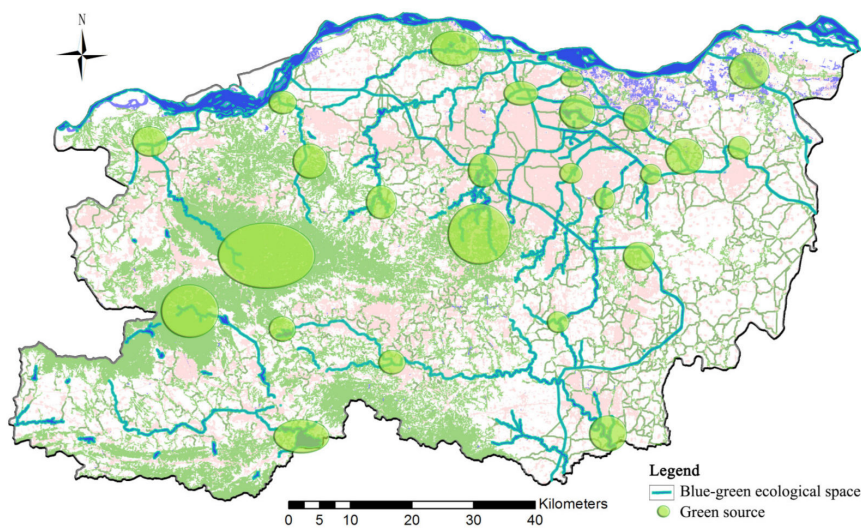 N
Legend
Blue-green ecological space
Green source
Kilometers
0 5 10 20 30 40